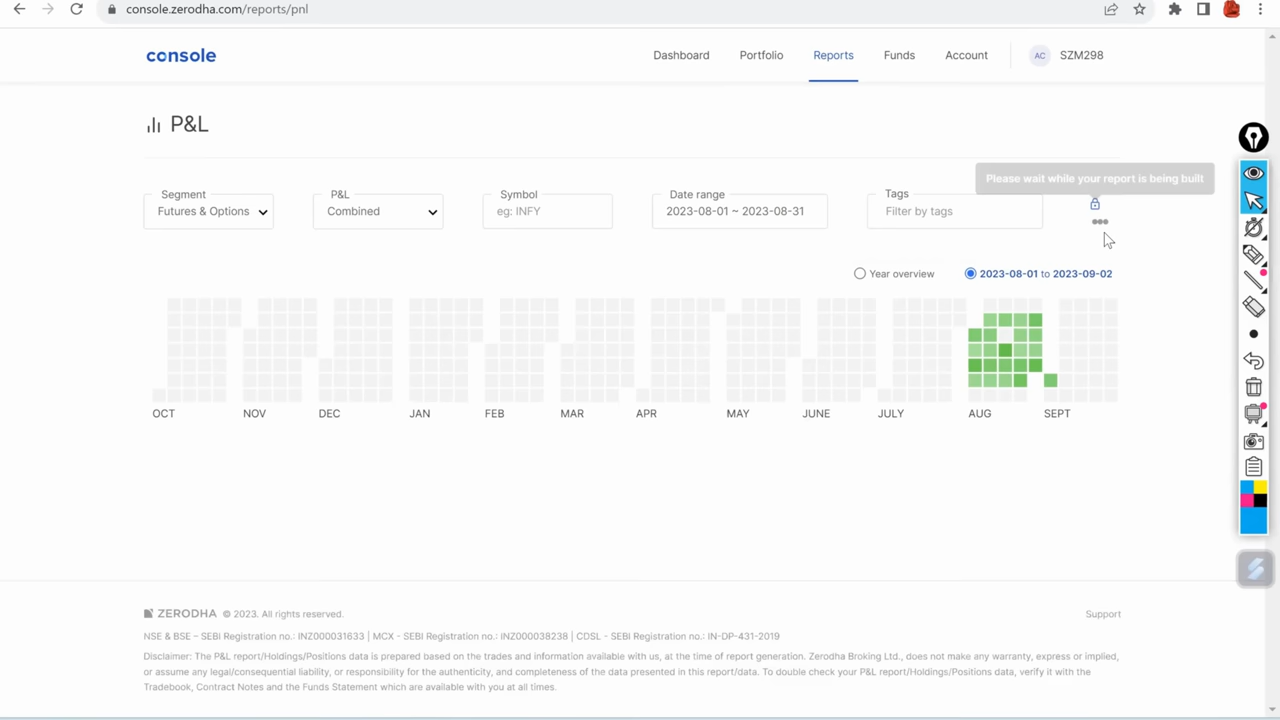 console.zerodha.com/reports/pnl
console
Dashboard
Portfolio
Reports
Funds
Account
AC
SZM298
P&L
Please wait while your report is being built
Segment
Futures & Options
P&L
Combined
Symbol
eg: INFY
Date range
2023-08-01 ~ 2023-08-31
Tags
Filter by tags
Year overview
2023-08-01 to 2023-09-02
OCT
NOV
DEC
JAN
FEB
MAR
APR
MAY
JUNE
JULY
AUG
SEPT
ZERODHA © 2023. All rights reserved.
Support
NSE & BSE – SEBI Registration no.: INZ000031633 | MCX - SEBI Registration no.: INZ000038238 | CDSL - SEBI Registration no.: IN-DP-431-2019
Disclaimer: The P&L report/Holdings/Positions data is prepared based on the trades and information available with us, at the time of report generation. Zerodha Broking Ltd., does not make any warranty, express or implied,
or assume any legal/consequential liability, or responsibility for the authenticity, and completeness of the data presented in this report/data. To double check your P&L report/Holdings/Positions data, verify it with the
Tradebook, Contract Notes and the Funds Statement which are available with you at all times.